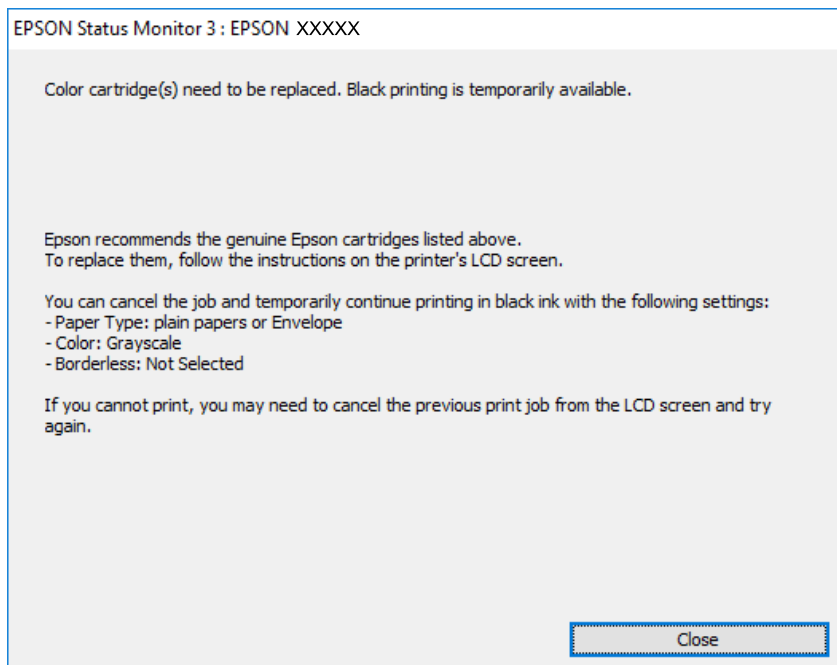 EPSON Status Monitor 3 : EPSON XXXXX
Color cartridge(s) need to be replaced. Black printing is temporarily available.
Epson recommends the genuine Epson cartridges listed above.
To replace them, follow the instructions on the printer's LCD screen.
You can cancel the job and temporarily continue printing in black ink with the following settings:
- Paper Type: plain papers or Envelope
- Color: Grayscale
- Borderless: Not Selected
If you cannot print, you may need to cancel the previous print job from the LCD screen and try
again.
Close